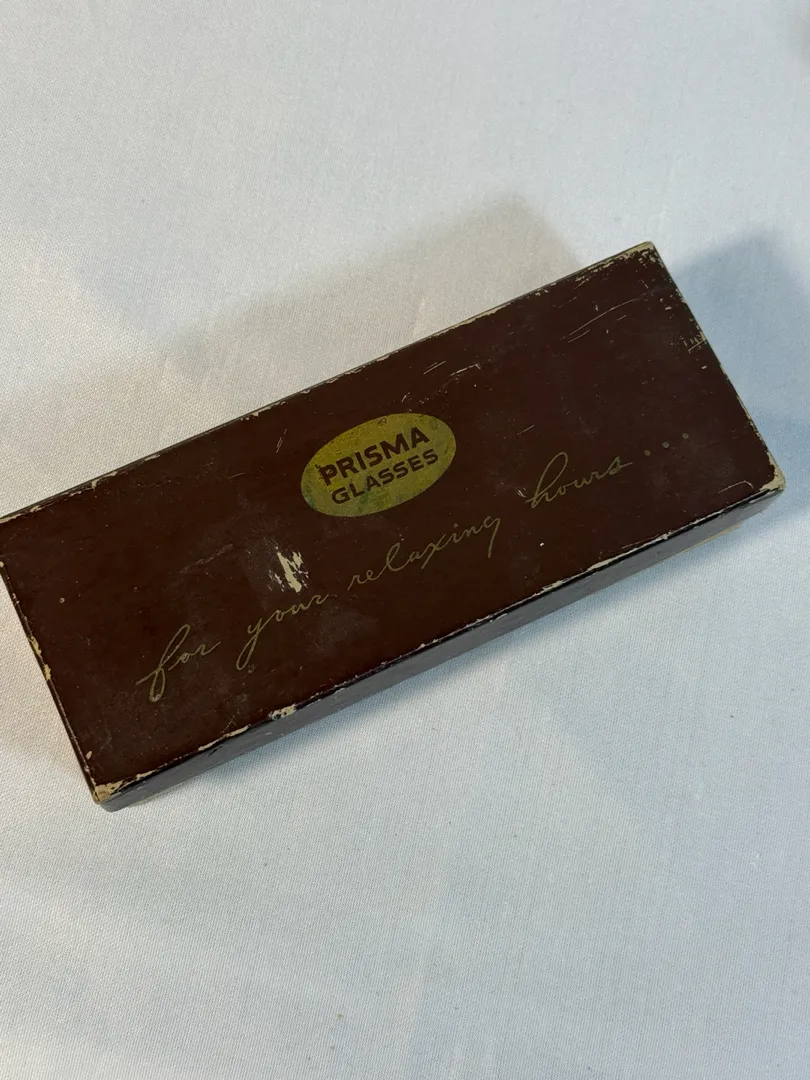 PRISMA
GLASSES
for your relaxing hours...